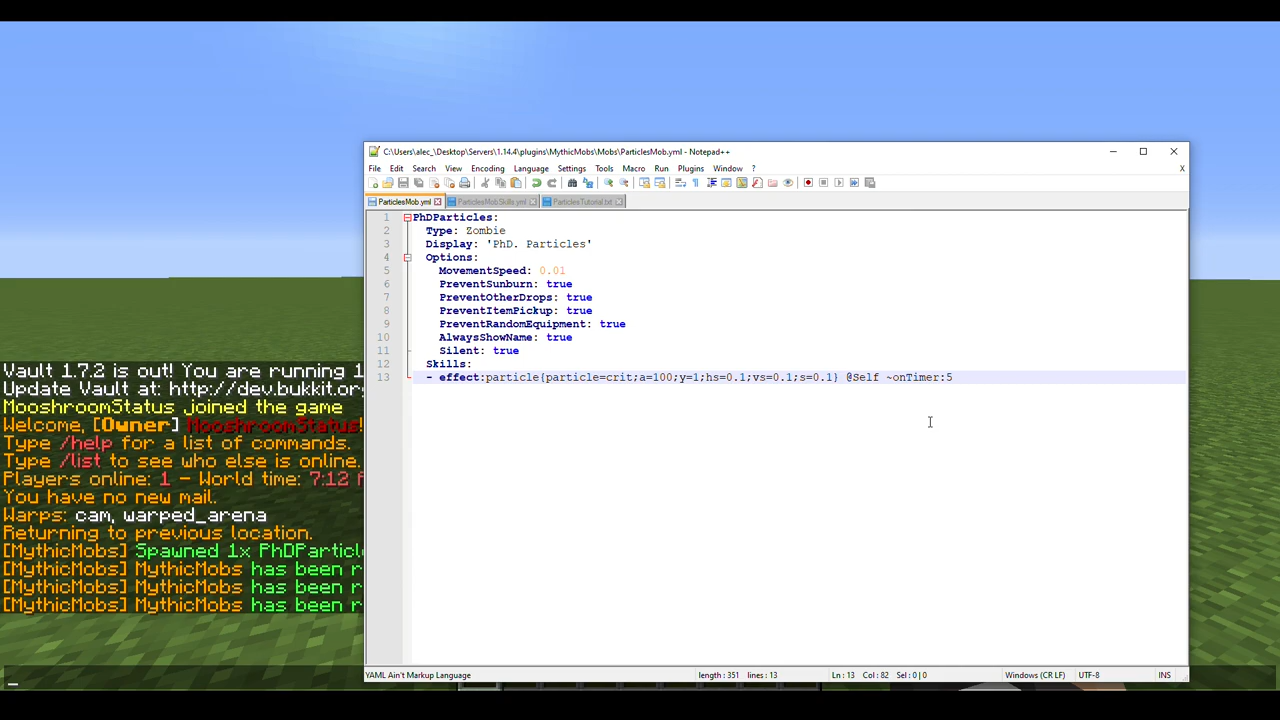 C:\Users\alec_\Desktop\Servers\1.14.4\plugins\MythicMobs\Mobs\ParticlesMob.yml - Notepad++
File Edit Search View Encoding Language Settings Tools Macro Run Plugins Window ? X
ParticlesMob.yml ParticlesMobSkills.yml ParticlesTutorial.txt
1 PhDParticles:
2 Type: Zombie
3 Display: 'PhD. Particles'
4 Options:
5 MovementSpeed: 0.01
6 PreventSunburn: true
7 PreventOtherDrops: true
8 PreventItemPickup: true
9 PreventRandomEquipment: true
10 AlwaysShowName: true
11 Silent: true
12 Skills:
13 - effect:particle{particle=crit;a=100;y=1;hs=0.1;vs=0.1;s=0.1} @Self ~onTimer:5
Vault 1.7.2 is out! You are running 1
Update Vault at: http://dev.bukkit.or
MooshroomStatus joined the game
Welcome, [Owner] MooshroomStatus!
Type /help for a list of commands.
Type /list to see who else is online.
Players online: 1 - World time: 7:12
You have no new mail.
Warps: cam, warped_arena
Returning to previous location.
[MythicMobs] Spawned 1x PhDParticle
[MythicMobs] MythicMobs has been r
[MythicMobs] MythicMobs has been r
[MythicMobs] MythicMobs has been r
_
YAML Ain't Markup Language length : 351 lines : 13 Ln : 13 Col : 82 Sel : 0 | 0 Windows (CR LF) UTF-8 INS